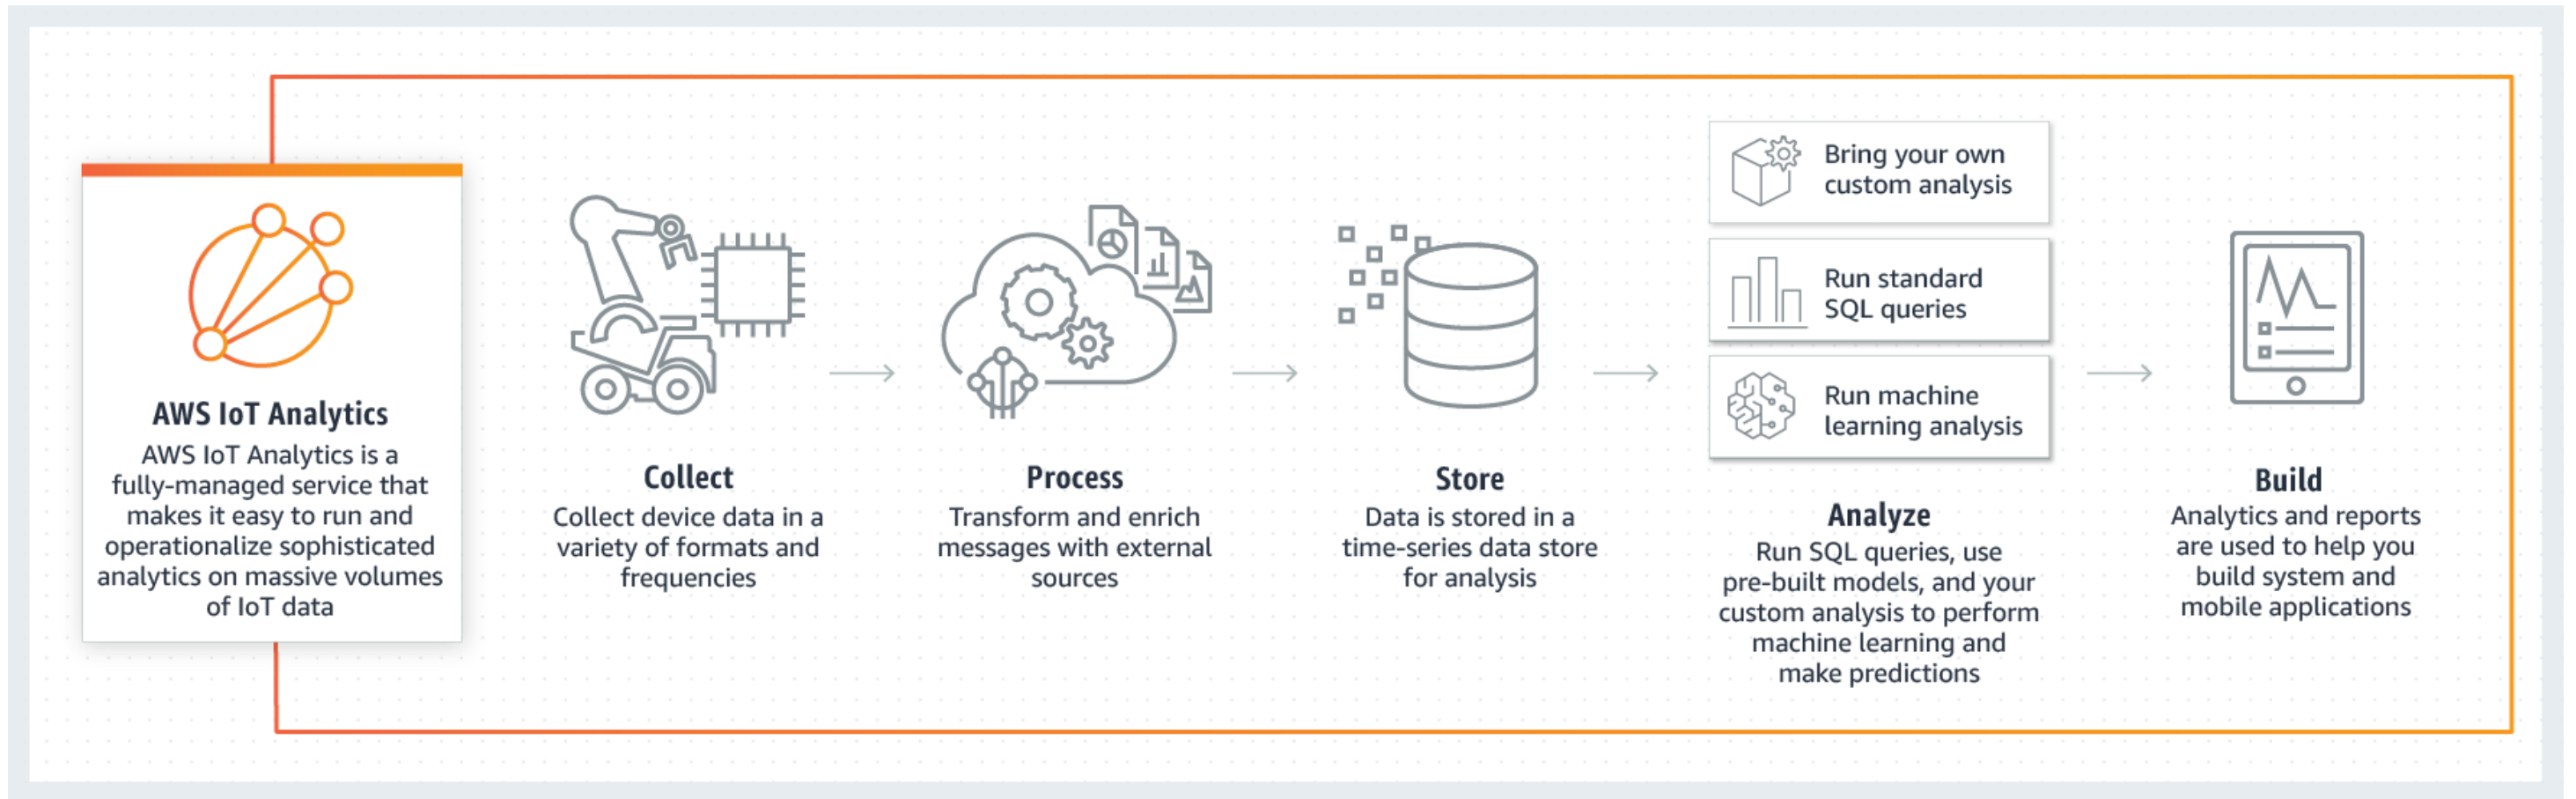 AWS IoT Analytics
AWS IoT Analytics is a
fully-managed service that
makes it easy to run and
operationalize sophisticated
analytics on massive volumes
of IoT data
Collect
Collect device data in a
variety of formats and
frequencies
Process
Transform and enrich
messages with external
sources
Store
Data is stored in a
time-series data store
for analysis
Bring your own
custom analysis
Run standard
SQL queries
Run machine
learning analysis
Analyze
Run SQL queries, use
pre-built models, and your
custom analysis to perform
machine learning and
make predictions
Build
Analytics and reports
are used to help you
build system and
mobile applications